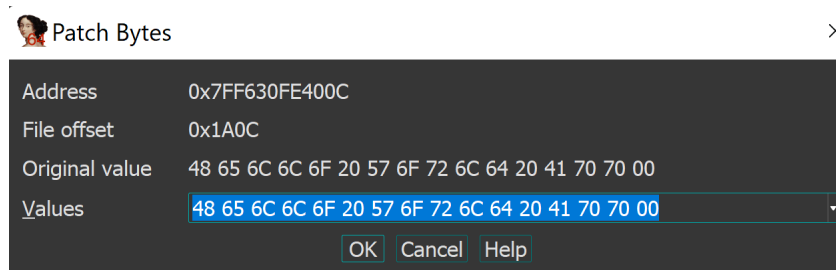 64 Patch Bytes
Address 0x7FF630FE400C
File offset 0x1A0C
Original value 48 65 6C 6C 6F 20 57 6F 72 6C 64 20 41 70 70 00
Values 48 65 6C 6C 6F 20 57 6F 72 6C 64 20 41 70 70 00
OK Cancel Help